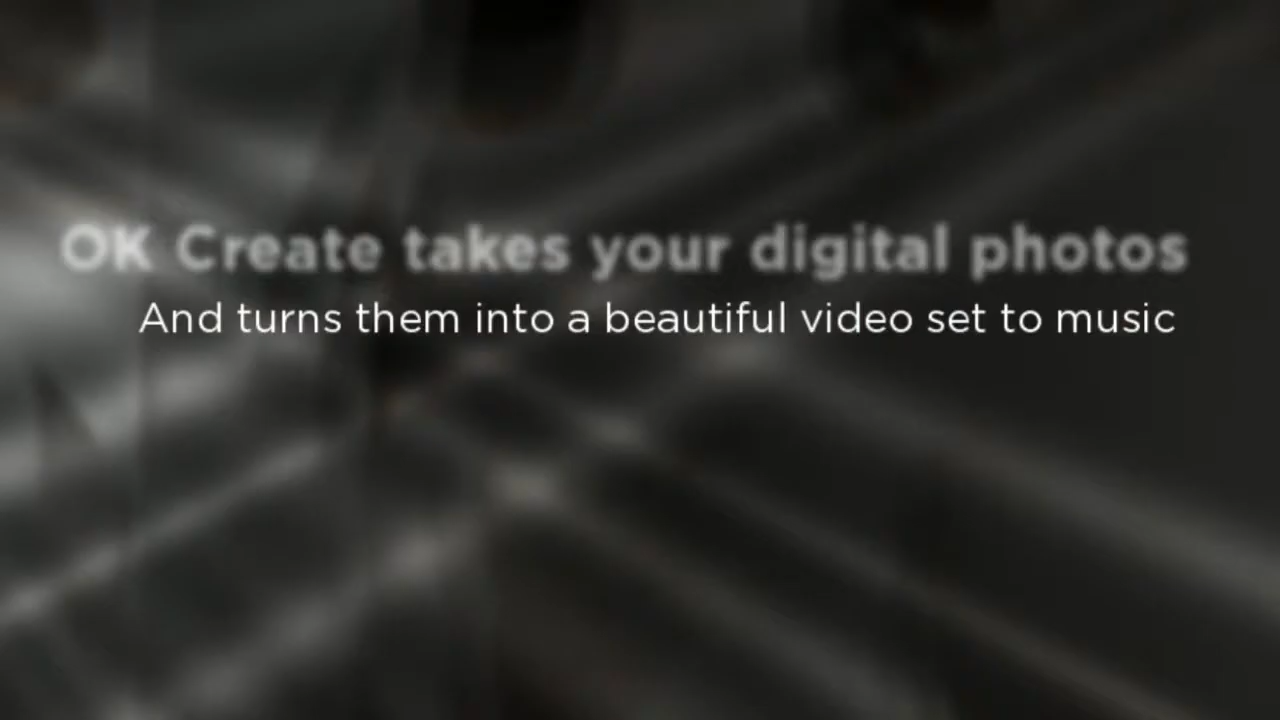 OK Create takes your digital photos
And turns them into a beautiful video set to music